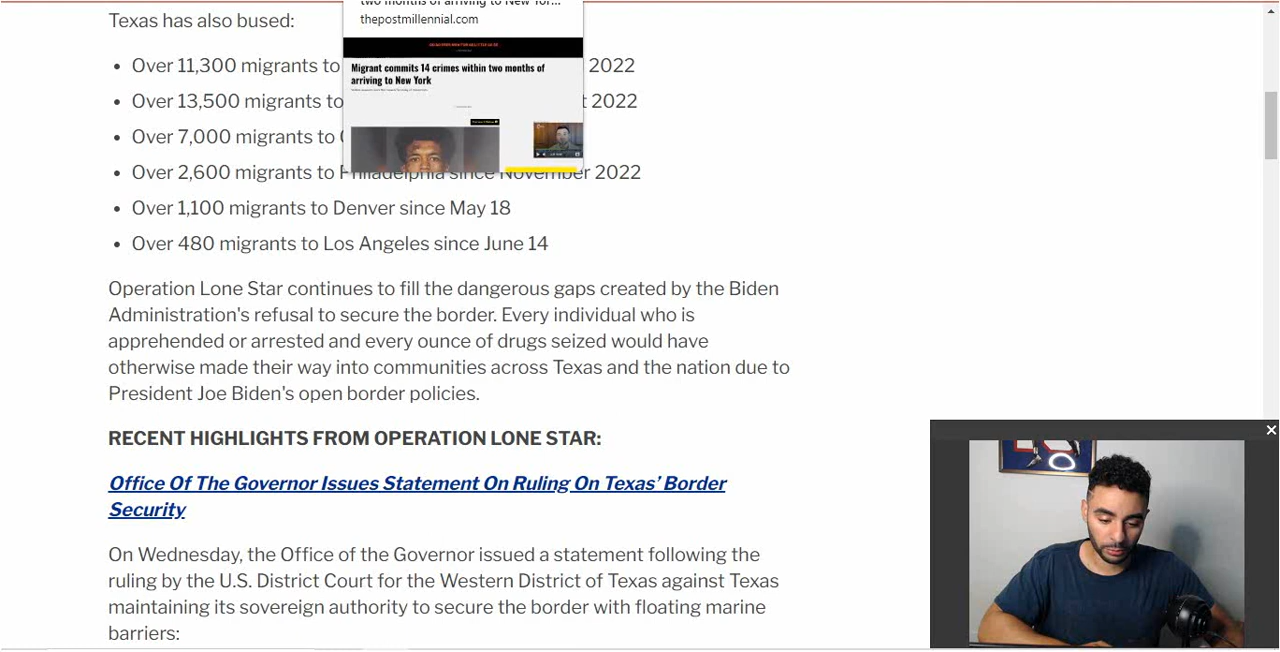 Texas has also bused:
two months of arriving to New Yor...
thepostmillennial.com
Migrant commits 14 crimes within two months of
arriving to New York
• Over 11,300 migrants to 2022
• Over 13,500 migrants to 2022
• Over 7,000 migrants to
• Over 2,600 migrants to Philadelphia since November 2022
• Over 1,100 migrants to Denver since May 18
• Over 480 migrants to Los Angeles since June 14
Operation Lone Star continues to fill the dangerous gaps created by the Biden
Administration's refusal to secure the border. Every individual who is
apprehended or arrested and every ounce of drugs seized would have
otherwise made their way into communities across Texas and the nation due to
President Joe Biden's open border policies.
RECENT HIGHLIGHTS FROM OPERATION LONE STAR:
Office Of The Governor Issues Statement On Ruling On Texas’ Border
Security
On Wednesday, the Office of the Governor issued a statement following the
ruling by the U.S. District Court for the Western District of Texas against Texas
maintaining its sovereign authority to secure the border with floating marine
barriers: